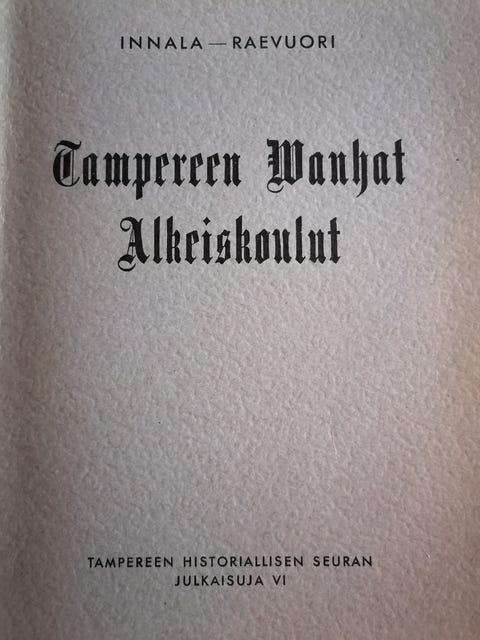 INNALA — RAEVUORI
Tampereen Wanhat
Alkeiskoulut
TAMPEREEN HISTORIALLISEN SEURAN
JULKAISUJA VI